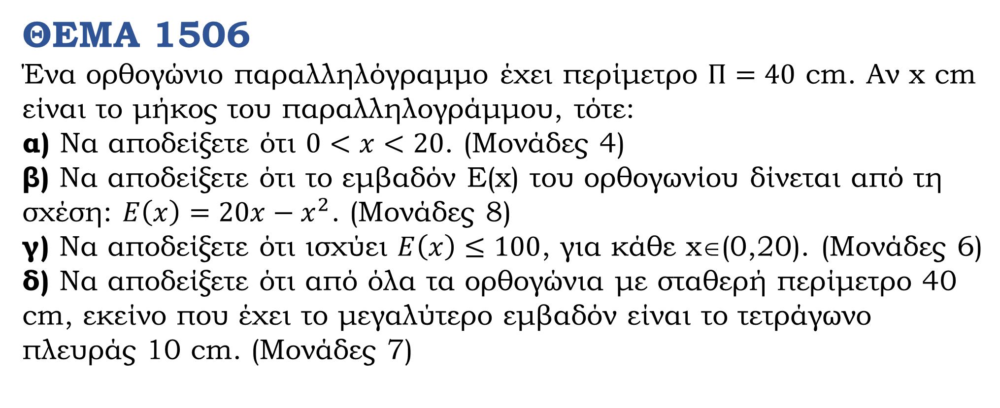 ΘΕΜΑ 1506
Ένα ορθογώνιο παραλληλόγραμμο έχει περίμετρο Π = 40 cm. Αν x cm
είναι το μήκος του παραλληλογράμμου, τότε:
α) Να αποδείξετε ότι 0 < x < 20. (Μονάδες 4)
β) Να αποδείξετε ότι το εμβαδόν Ε(x) του ορθογωνίου δίνεται από τη
σχέση: E(x) = 20x − x². (Μονάδες 8)
γ) Να αποδείξετε ότι ισχύει E(x) ≤ 100, για κάθε x∈(0,20). (Μονάδες 6)
δ) Να αποδείξετε ότι από όλα τα ορθογώνια με σταθερή περίμετρο 40
cm, εκείνο που έχει το μεγαλύτερο εμβαδόν είναι το τετράγωνο
πλευράς 10 cm. (Μονάδες 7)